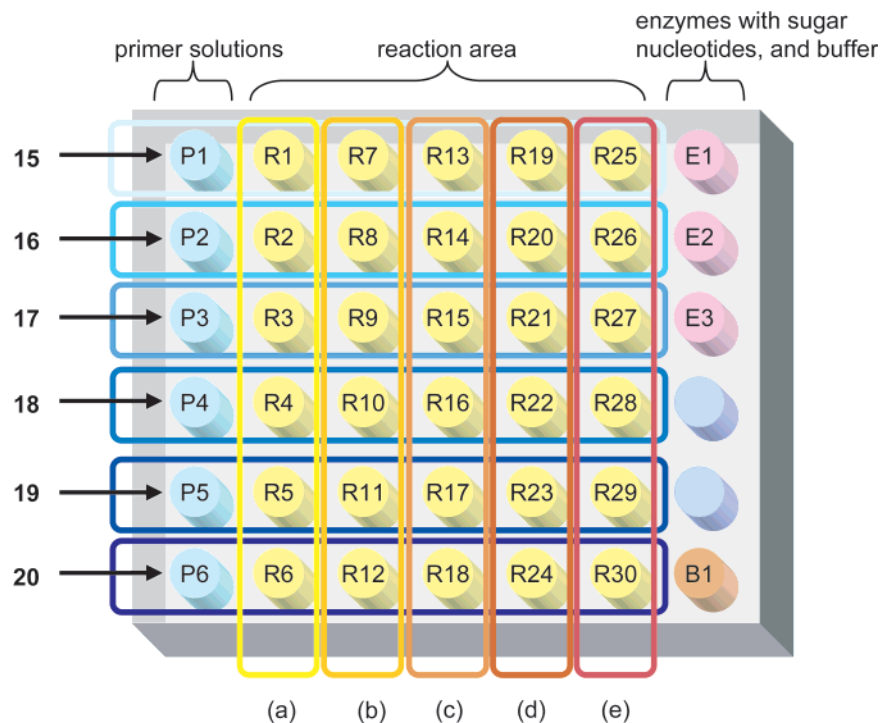 primer solutions
reaction area
enzymes with sugar
nucleotides, and buffer
15 P1 R1 R7 R13 R19 R25 E1
16 P2 R2 R8 R14 R20 R26 E2
17 P3 R3 R9 R15 R21 R27 E3
18 P4 R4 R10 R16 R22 R28
19 P5 R5 R11 R17 R23 R29
20 P6 R6 R12 R18 R24 R30 B1
(a) (b) (c) (d) (e)